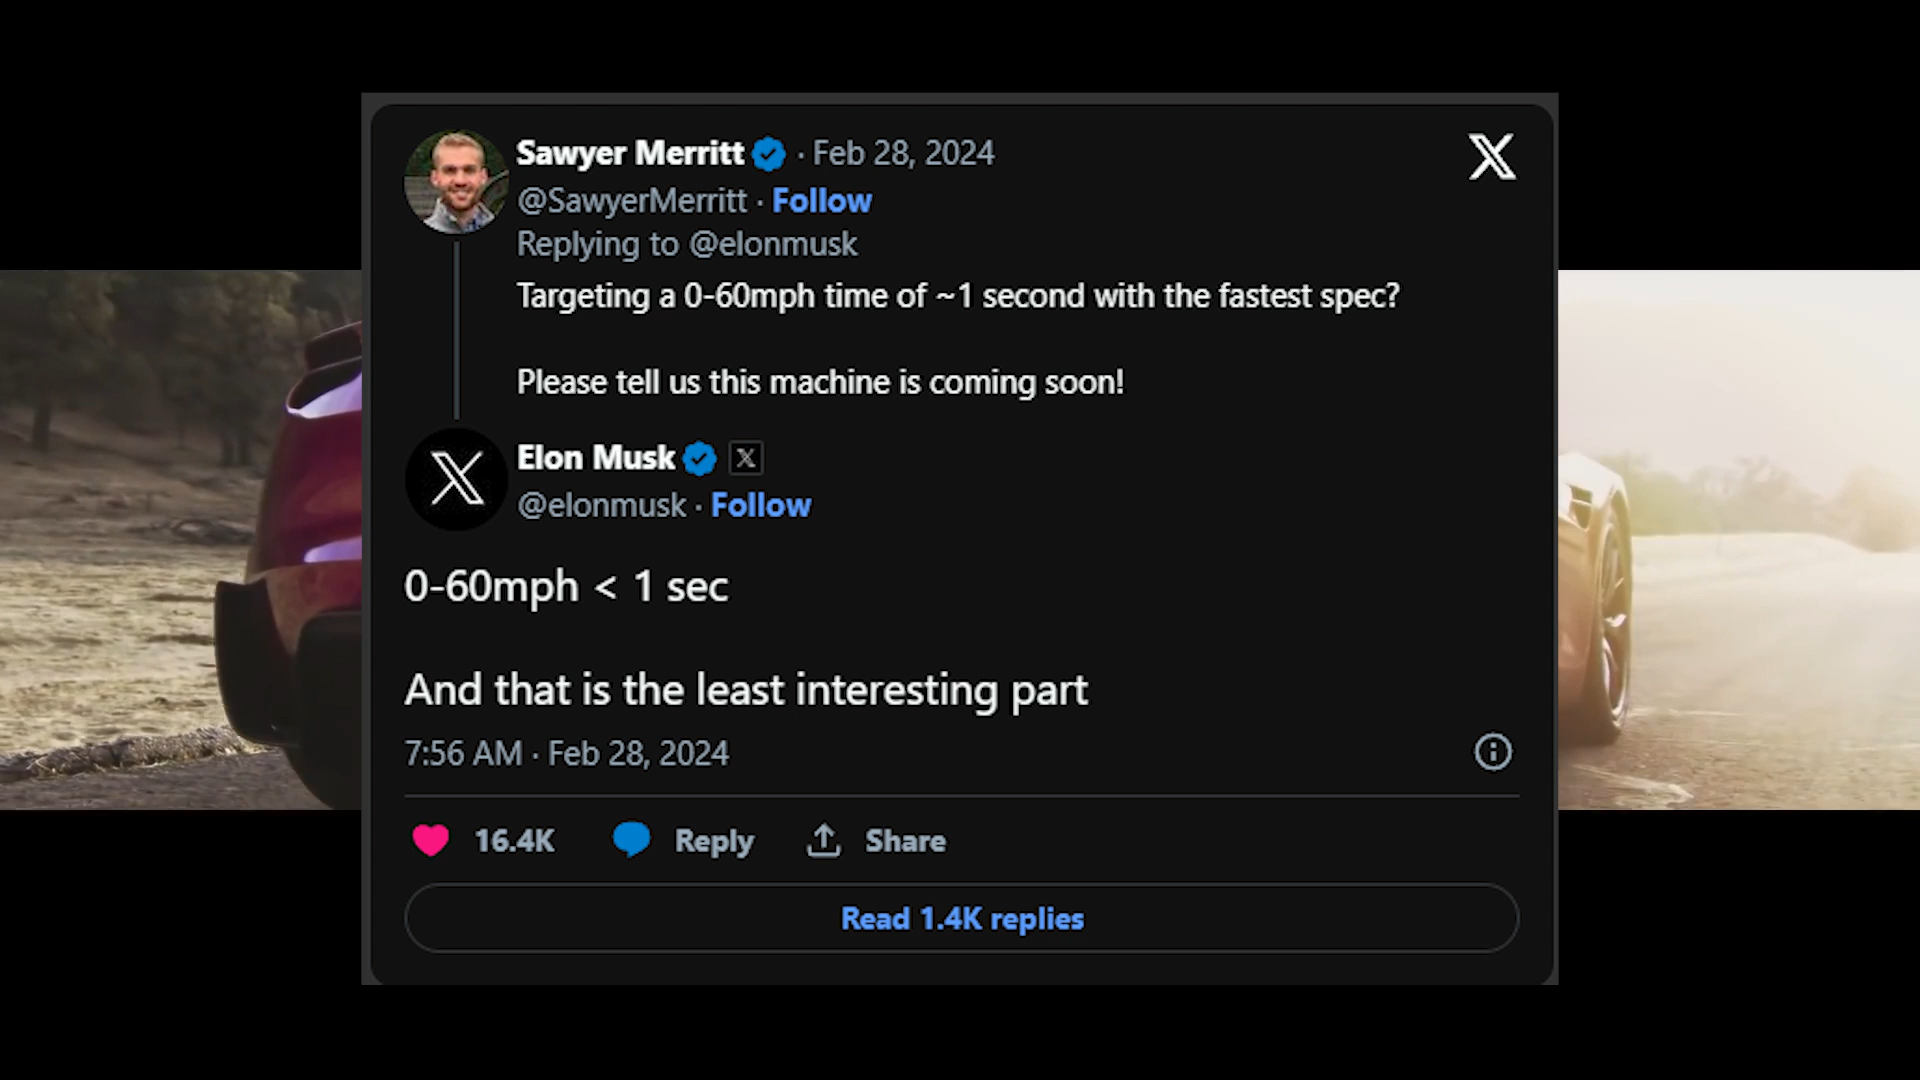 Sawyer Merritt · Feb 28, 2024
@SawyerMerritt · Follow
Replying to @elonmusk
Targeting a 0-60mph time of ~1 second with the fastest spec?
Please tell us this machine is coming soon!
Elon Musk
@elonmusk · Follow
0-60mph < 1 sec
And that is the least interesting part
7:56 AM · Feb 28, 2024
16.4K Reply Share
Read 1.4K replies